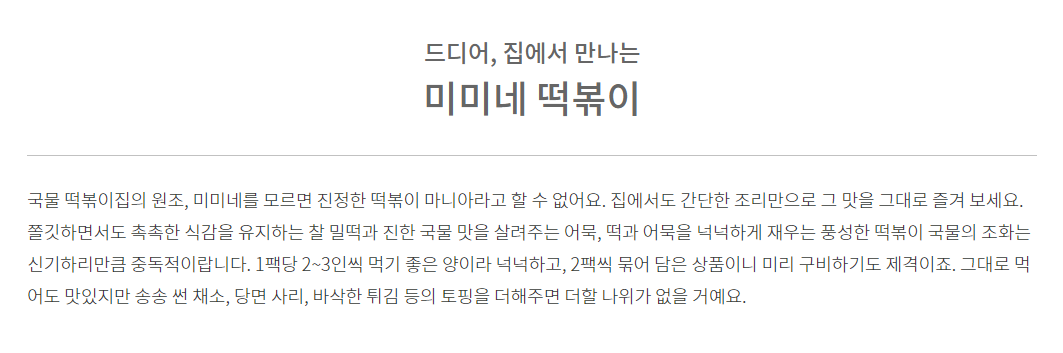 드디어, 집에서 만나는
미미네 떡볶이
국물 떡볶이집의 원조, 미미네를 모르면 진정한 떡볶이 마니아라고 할 수 없어요. 집에서도 간단한 조리만으로 그 맛을 그대로 즐겨 보세요.
쫄깃하면서도 촉촉한 식감을 유지하는 찰 밀떡과 진한 국물 맛을 살려주는 어묵, 떡과 어묵을 넉넉하게 재우는 풍성한 떡볶이 국물의 조화는
신기하리만큼 중독적이랍니다. 1팩당 2~3인씩 먹기 좋은 양이라 넉넉하고, 2팩씩 묶어 담은 상품이니 미리 구비하기도 제격이죠. 그대로 먹
어도 맛있지만 송송 썬 채소, 당면 사리, 바삭한 튀김 등의 토핑을 더해주면 더할 나위가 없을 거예요.